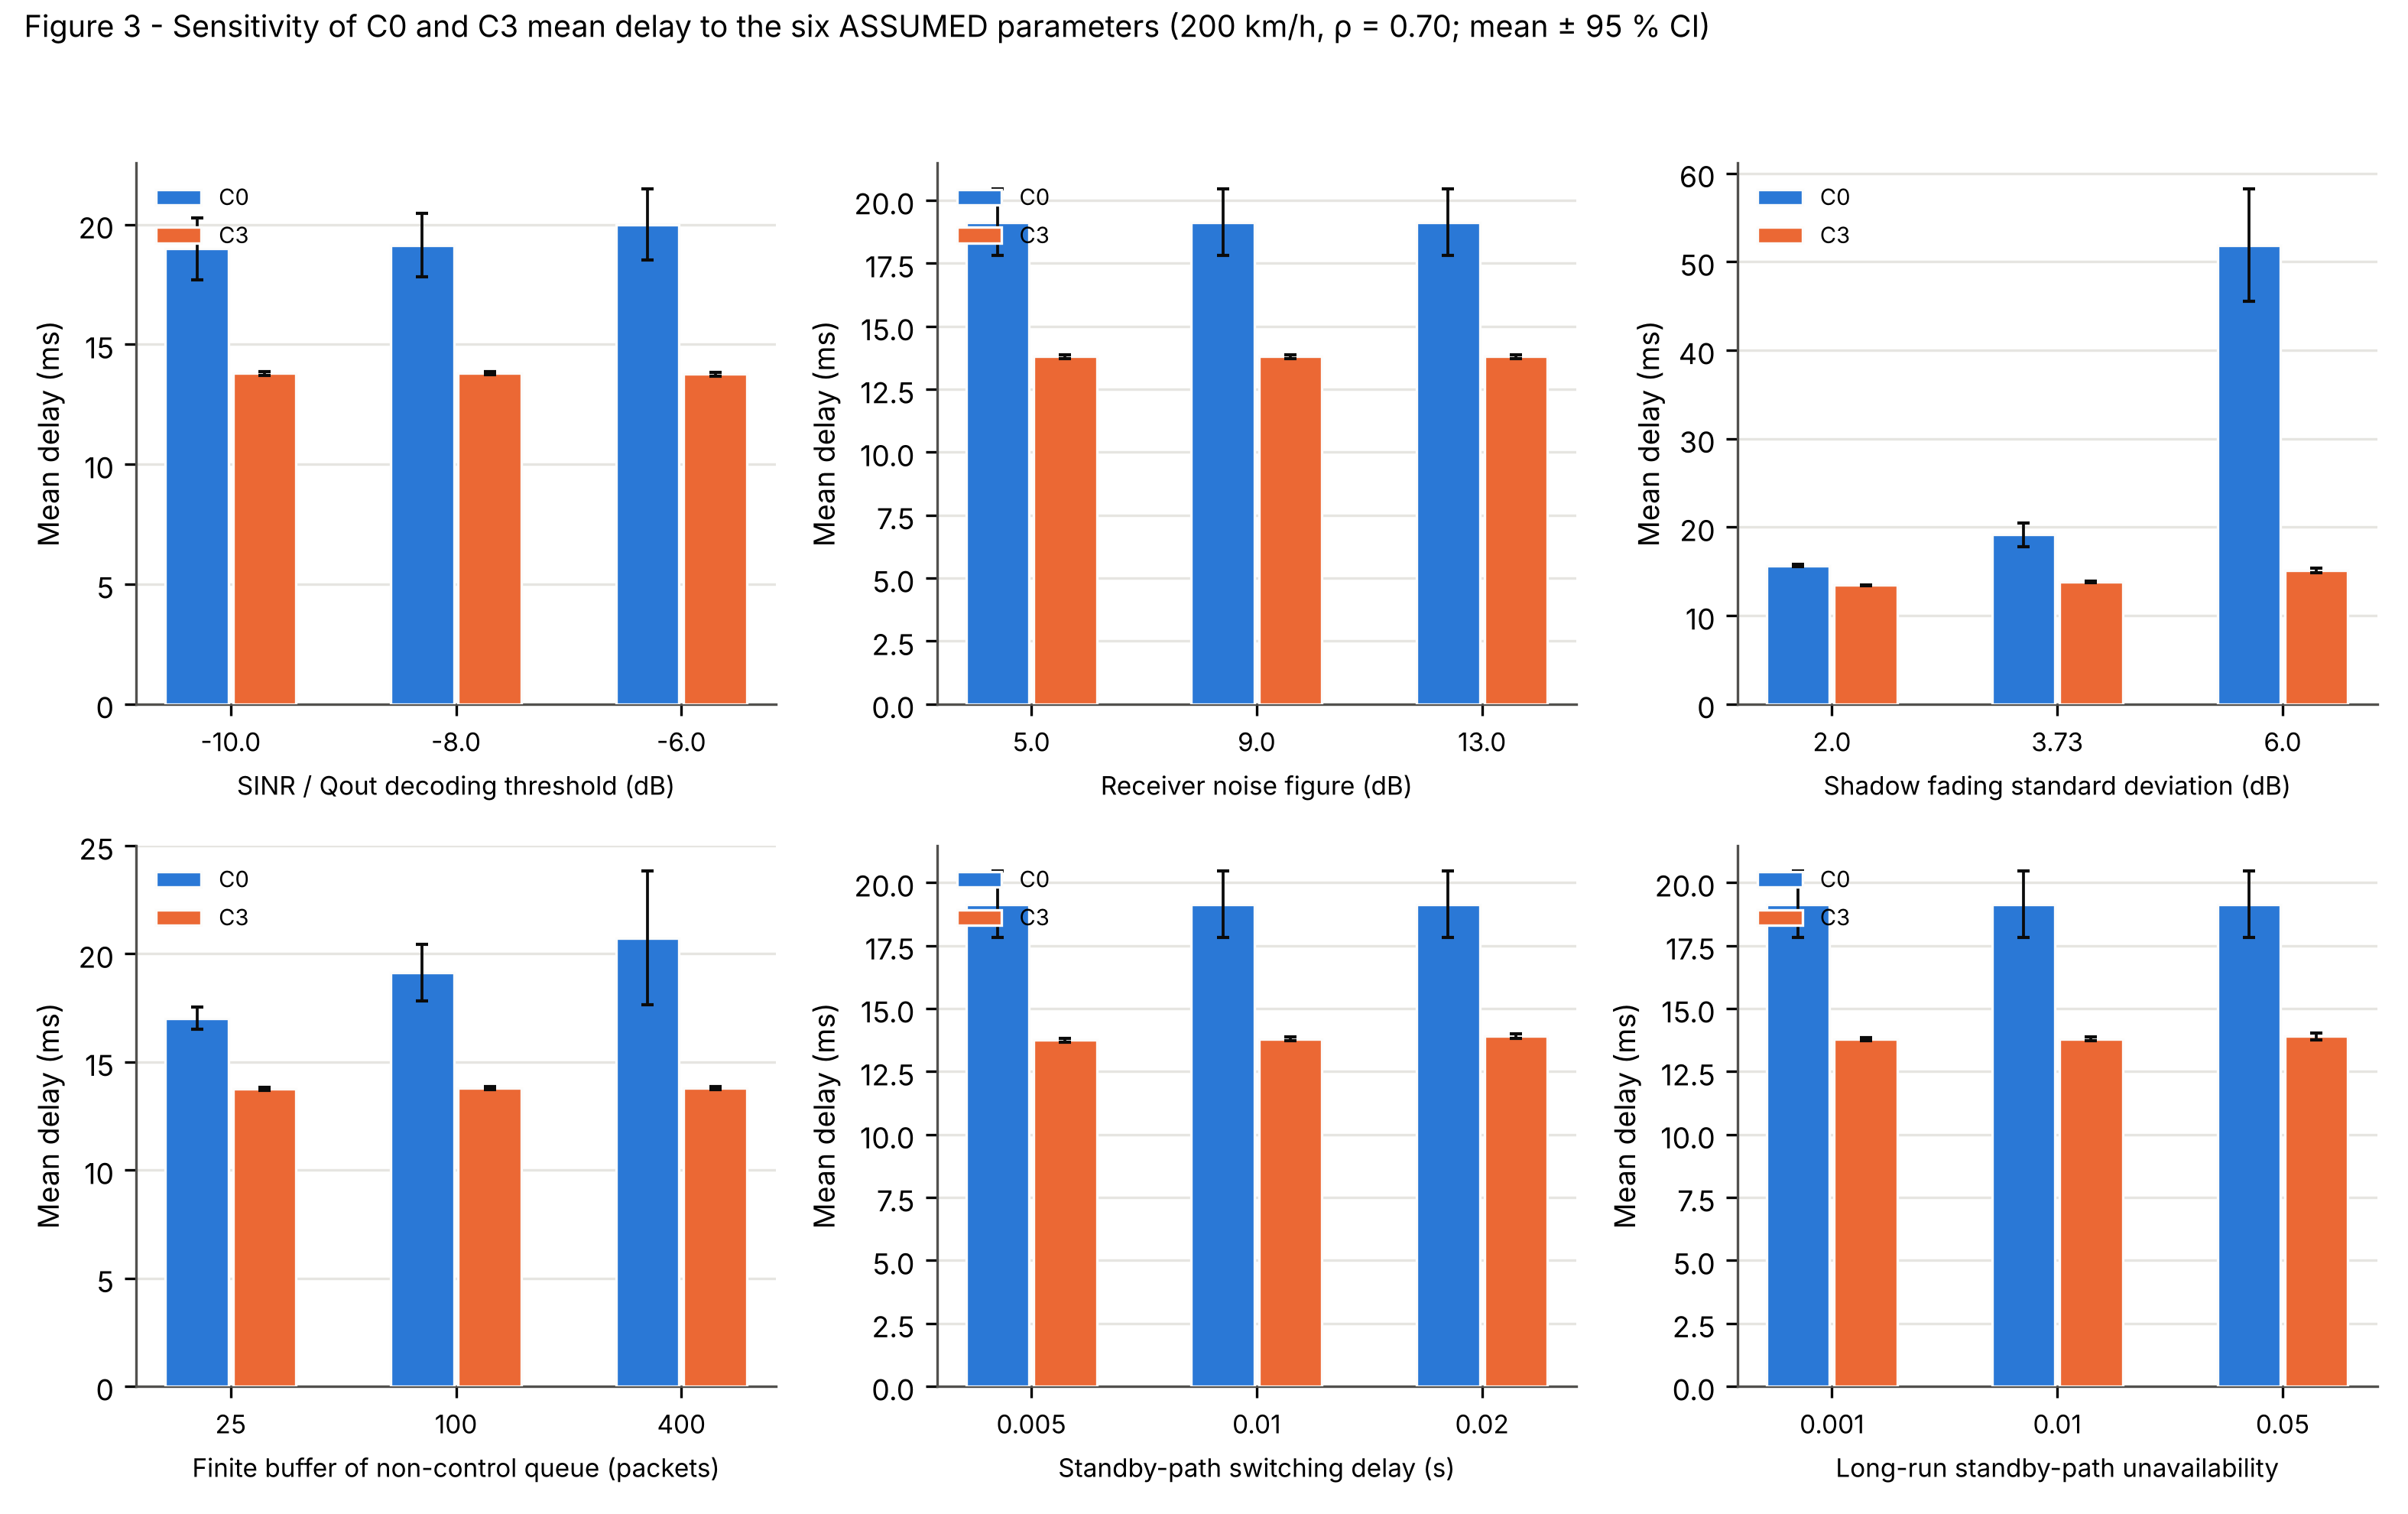 Figure 3 - Sensitivity of C0 and C3 mean delay to the six ASSUMED parameters (200 km/h, ρ = 0.70; mean ± 95 % CI)
C0
C3
Mean delay (ms)
20
15
10
5
0
-10.0 -8.0 -6.0
SINR / Qout decoding threshold (dB)
C0
C3
Mean delay (ms)
20.0
17.5
15.0
12.5
10.0
7.5
5.0
2.5
0.0
5.0 9.0 13.0
Receiver noise figure (dB)
C0
C3
Mean delay (ms)
60
50
40
30
20
10
0
2.0 3.73 6.0
Shadow fading standard deviation (dB)
C0
C3
Mean delay (ms)
25
20
15
10
5
0
25 100 400
Finite buffer of non-control queue (packets)
C0
C3
Mean delay (ms)
20.0
17.5
15.0
12.5
10.0
7.5
5.0
2.5
0.0
0.005 0.01 0.02
Standby-path switching delay (s)
C0
C3
Mean delay (ms)
20.0
17.5
15.0
12.5
10.0
7.5
5.0
2.5
0.0
0.001 0.01 0.05
Long-run standby-path unavailability